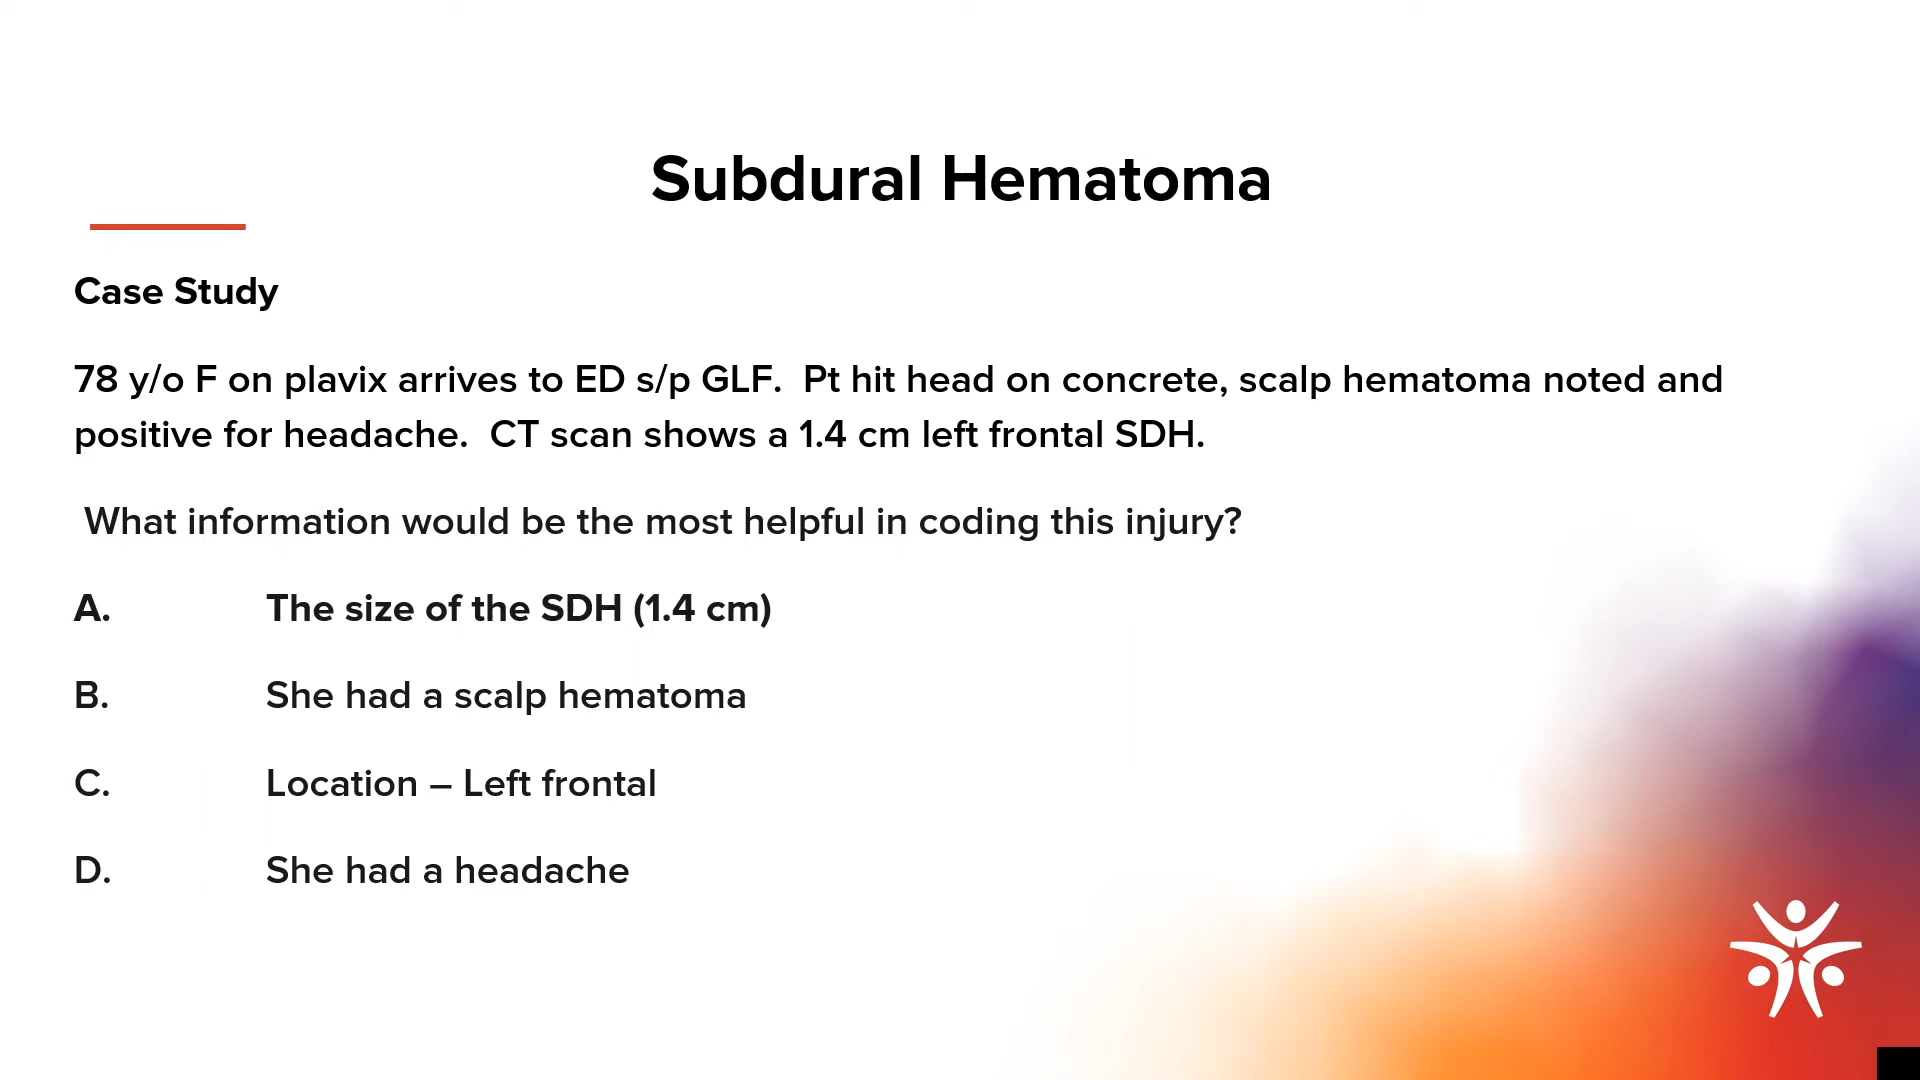 Subdural Hematoma
Case Study
78 y/o F on plavix arrives to ED s/p GLF.  Pt hit head on concrete, scalp hematoma noted and
positive for headache.  CT scan shows a 1.4 cm left frontal SDH.
What information would be the most helpful in coding this injury?
A. The size of the SDH (1.4 cm)
B. She had a scalp hematoma
C. Location – Left frontal
D. She had a headache